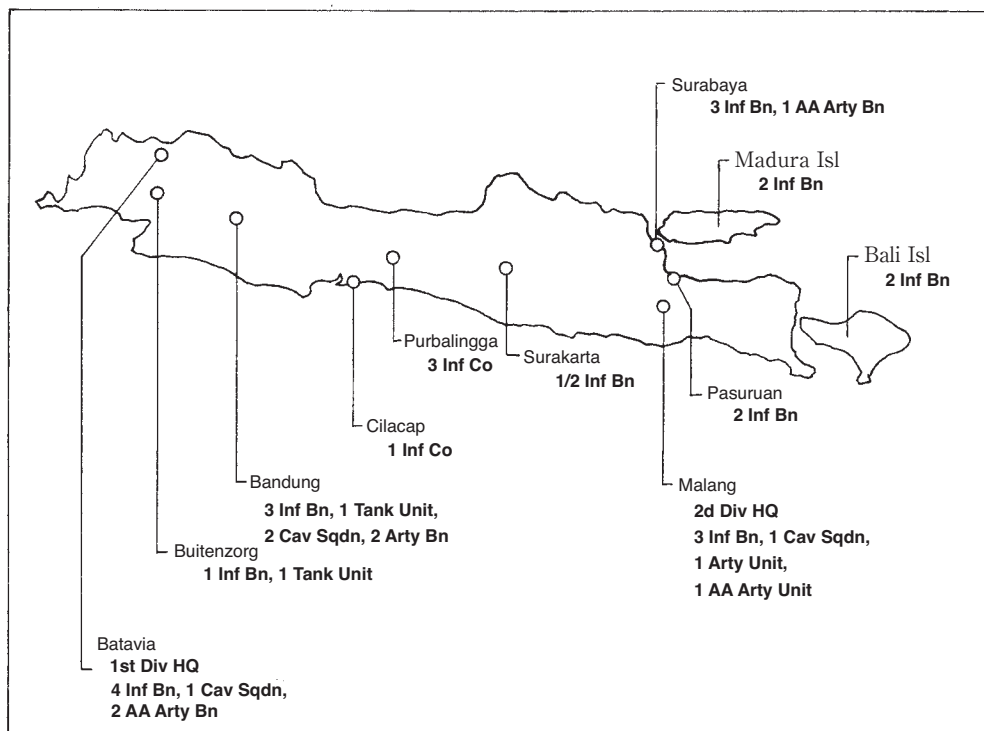 Surabaya
3 Inf Bn, 1 AA Arty Bn
Madura Isl
2 Inf Bn
Bali Isl
2 Inf Bn
Purbalingga
3 Inf Co
Surakarta
1/2 Inf Bn
Pasuruan
2 Inf Bn
Cilacap
1 Inf Co
Bandung
3 Inf Bn, 1 Tank Unit,
2 Cav Sqdn, 2 Arty Bn
Malang
2d Div HQ
3 Inf Bn, 1 Cav Sqdn,
1 Arty Unit,
1 AA Arty Unit
Buitenzorg
1 Inf Bn, 1 Tank Unit
Batavia
1st Div HQ
4 Inf Bn, 1 Cav Sqdn,
2 AA Arty Bn